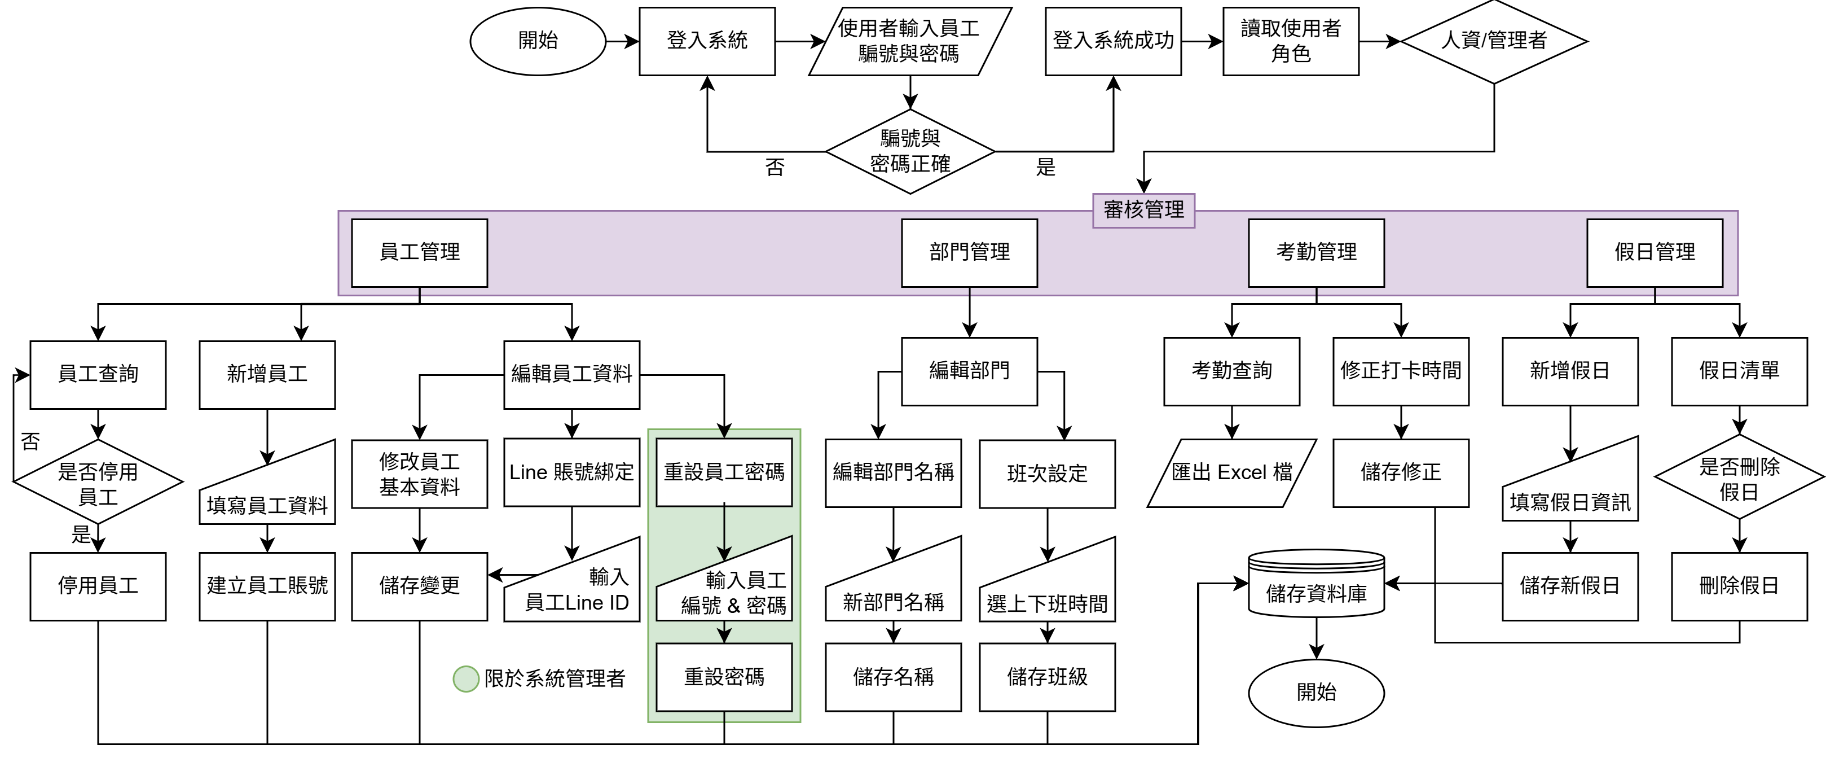 開始
登入系統
使用者輸入員工
騙號與密碼
登入系統成功
讀取使用者
角色
人資/管理者
騙號與
密碼正確
否
是
審核管理
員工管理
部門管理
考勤管理
假日管理
員工查詢
新增員工
編輯員工資料
編輯部門
考勤查詢
修正打卡時間
新增假日
假日清單
否
是否停用
員工
是
填寫員工資料
修改員工
基本資料
Line 賬號綁定
重設員工密碼
編輯部門名稱
班次設定
匯出 Excel 檔
儲存修正
填寫假日資訊
是否刪除
假日
停用員工
建立員工賬號
儲存變更
輸入
員工Line ID
輸入員工
編號 & 密碼
新部門名稱
選上下班時間
儲存資料庫
儲存新假日
刪除假日
限於系統管理者
重設密碼
儲存名稱
儲存班級
開始